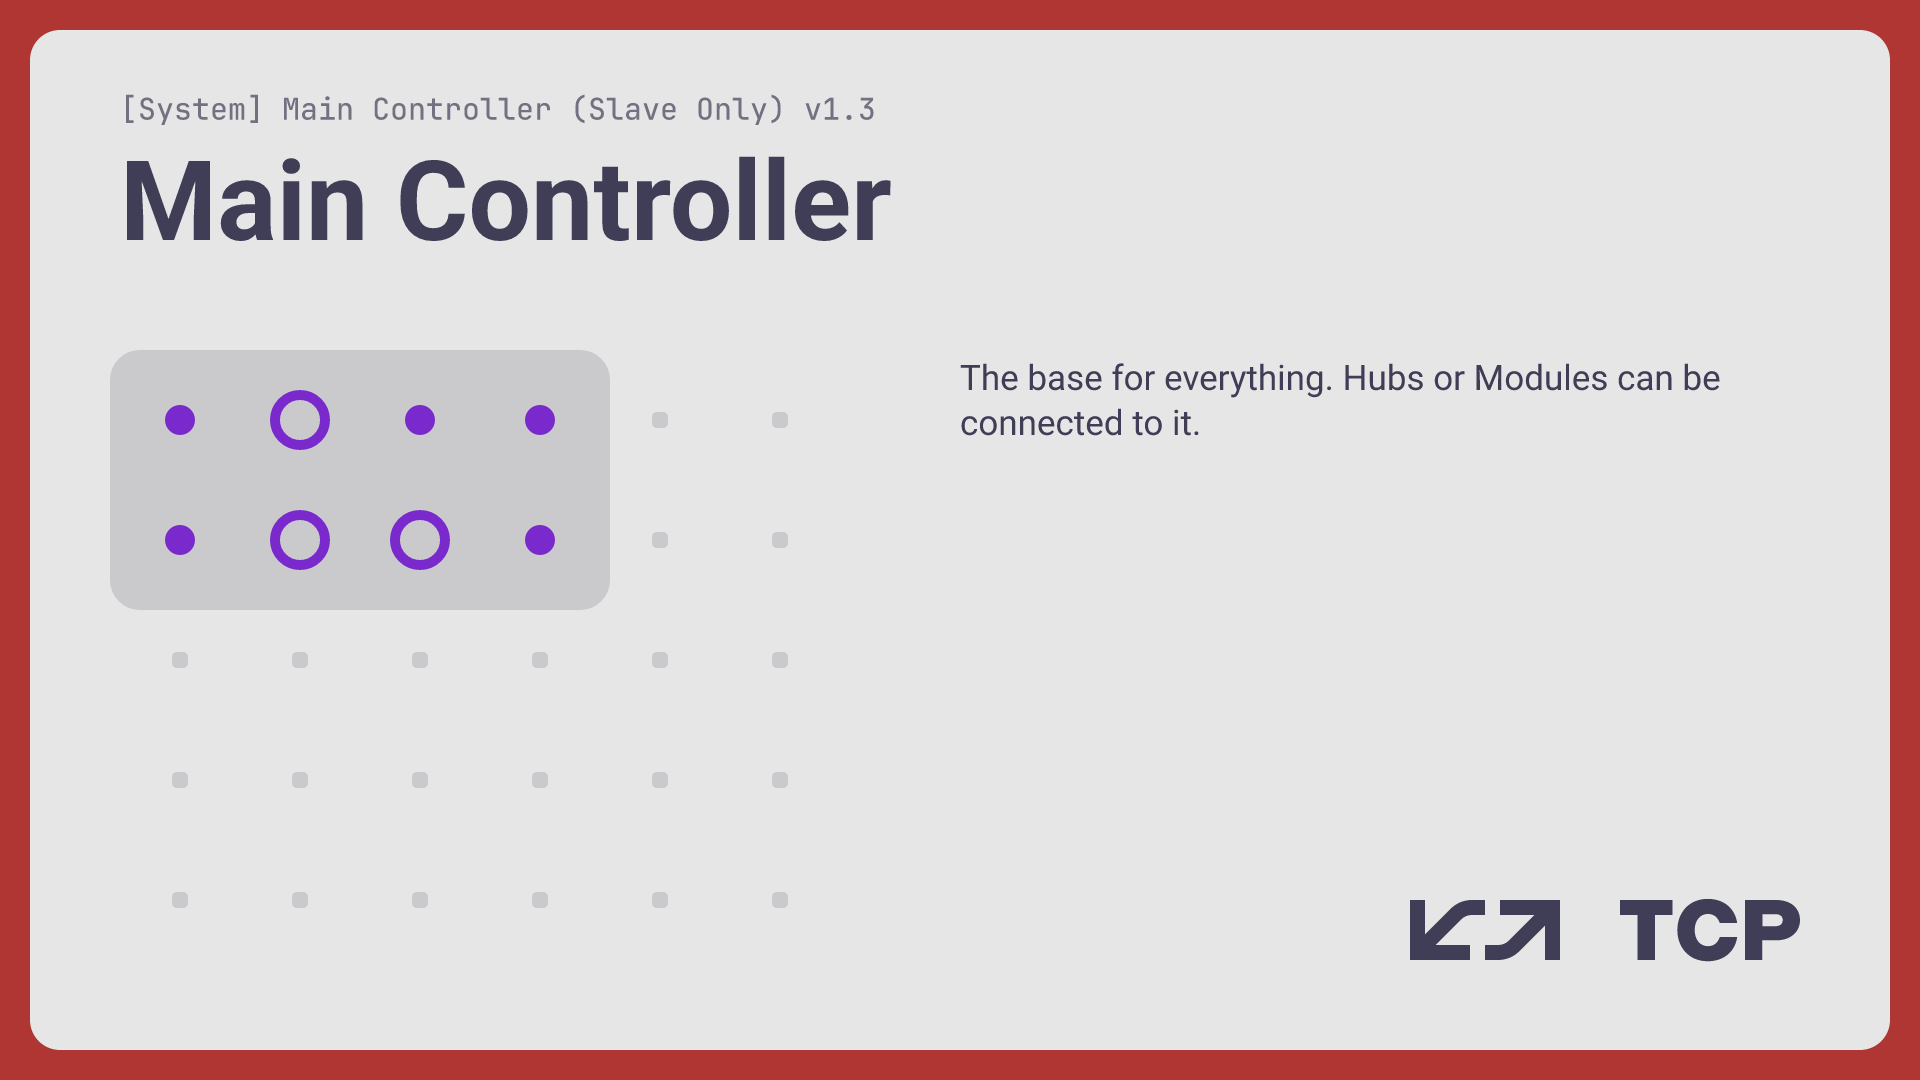 [System] Main Controller (Slave Only) v1.3
Main Controller
The base for everything. Hubs or Modules can be
connected to it.
TCP